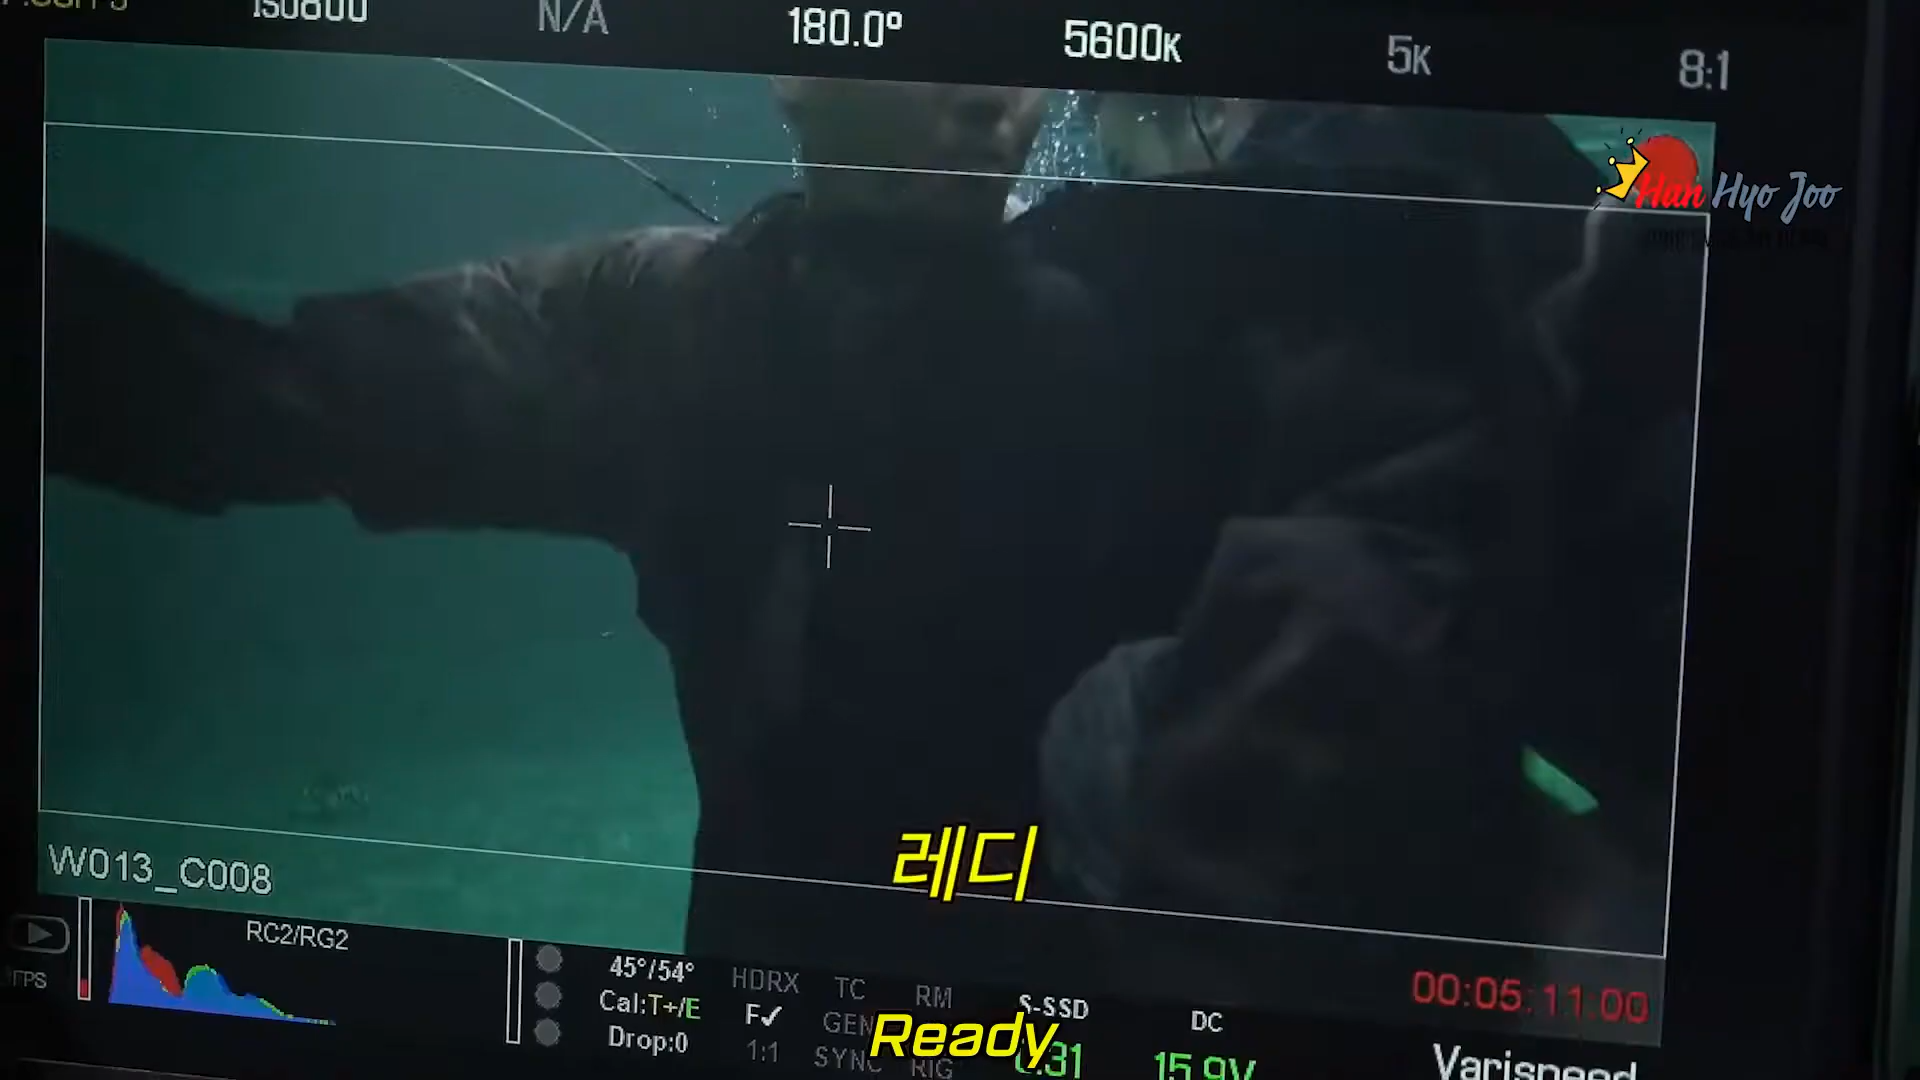 ISO800
N/A
180.0°
5600K
5K
8:1
Han Hyo Joo
W013_C008
레디
RC2/RG2
FPS
45°/54°
Cal:T+/E
Drop:0
HDRX
F✓
1:1
TC
GEN
SYNC
RM
RIG
S-SSD
DC
15.9V
00:05:11:00
Varispeed
Ready